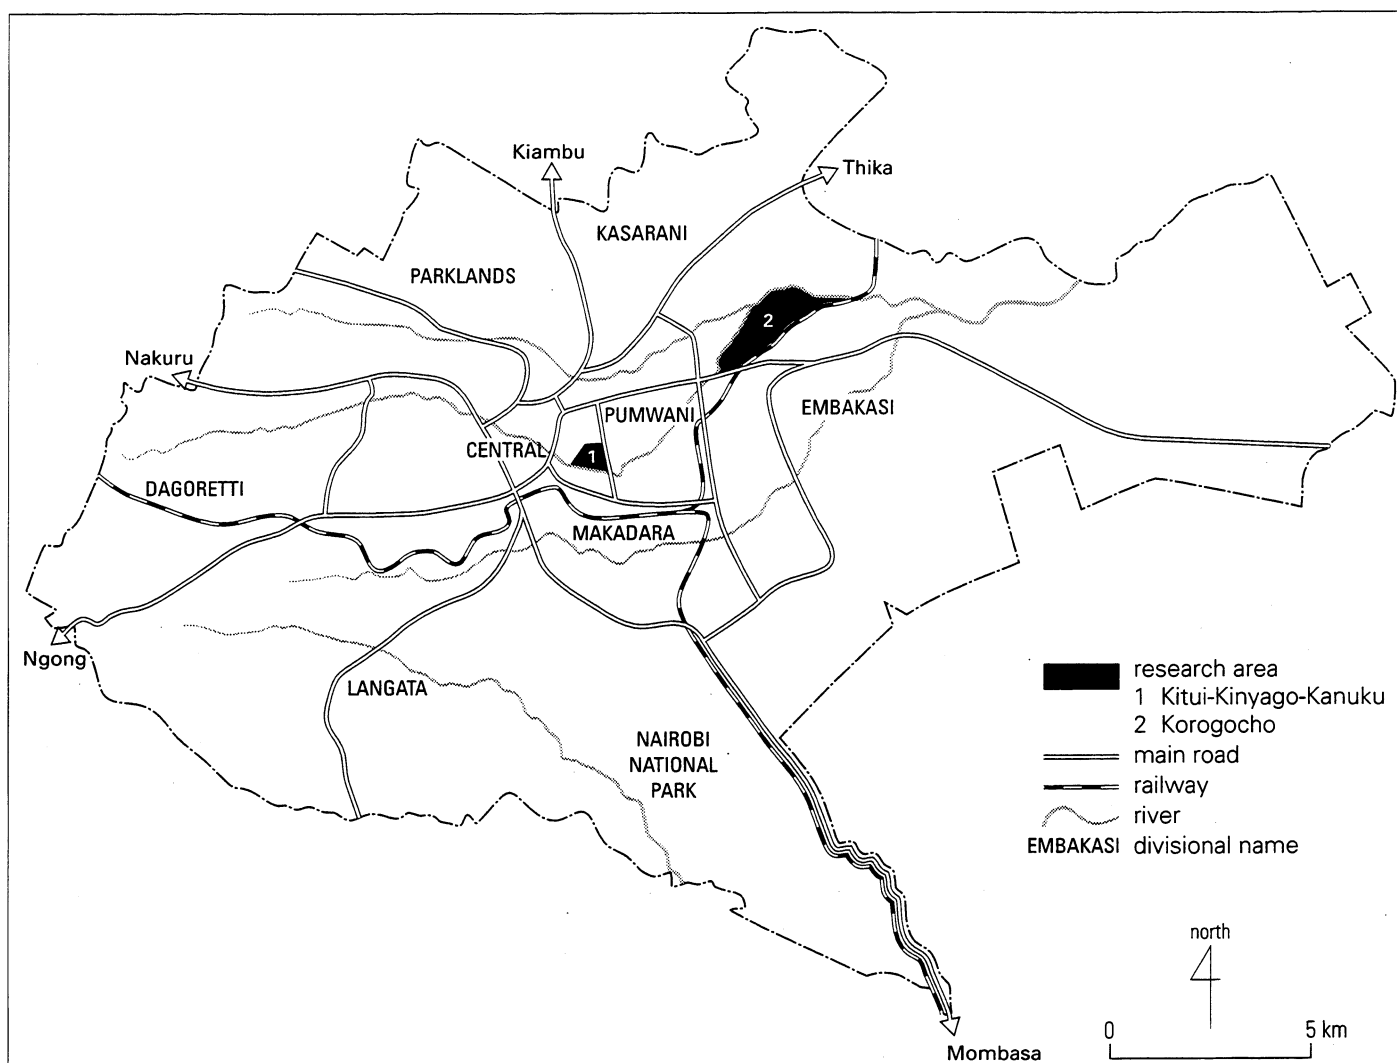 Kiambu
Thika
KASARANI
PARKLANDS
2
Nakuru
PUMWANI
EMBAKASI
CENTRAL
1
DAGORETTI
MAKADARA
Ngong
LANGATA
NAIROBI
NATIONAL
PARK
research area
1 Kitui-Kinyago-Kanuku
2 Korogocho
main road
railway
river
EMBAKASI divisional name
north
0 5 km
Mombasa